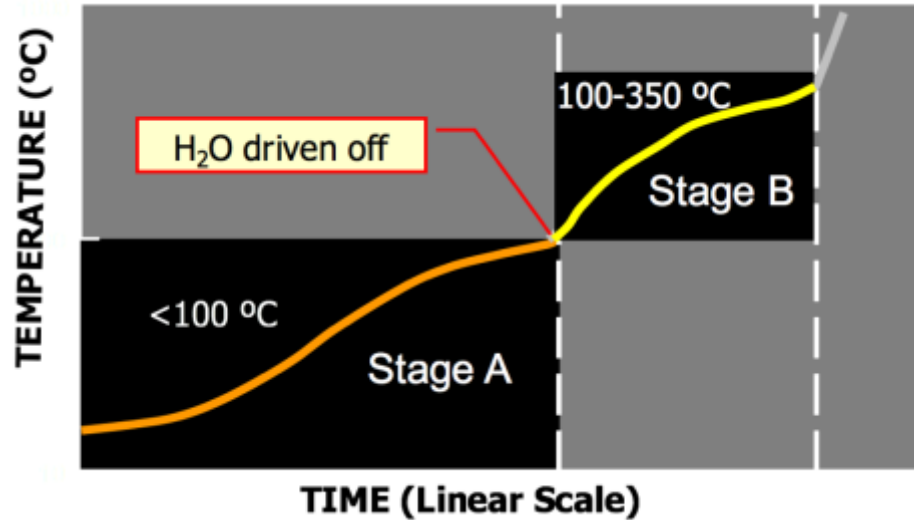 TEMPERATURE (ºC)
100-350 ºC
H₂O driven off
Stage B
<100 ºC
Stage A
TIME (Linear Scale)